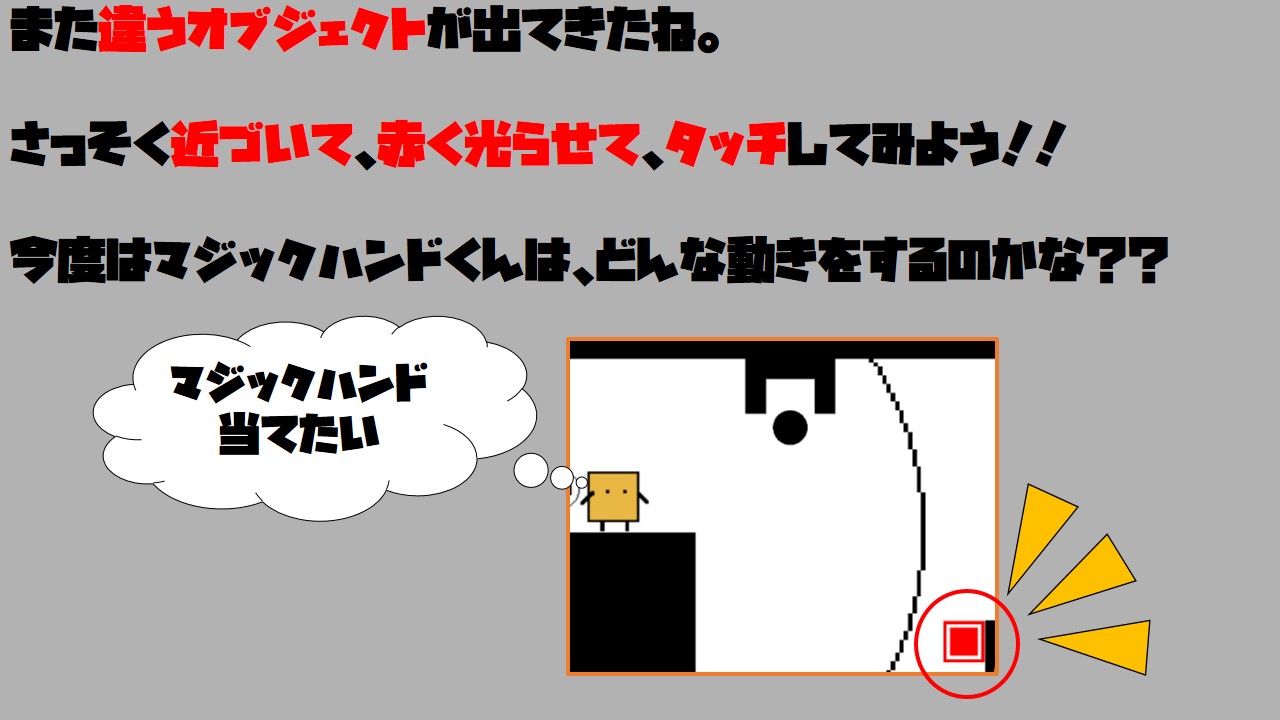 また違うオブジェクトが出てきたね。
さっそく近づいて、赤く光らせて、タッチしてみよう!!
今度はマジックハンドくんは、どんな動きをするのかな??
マジックハンド
当てたい